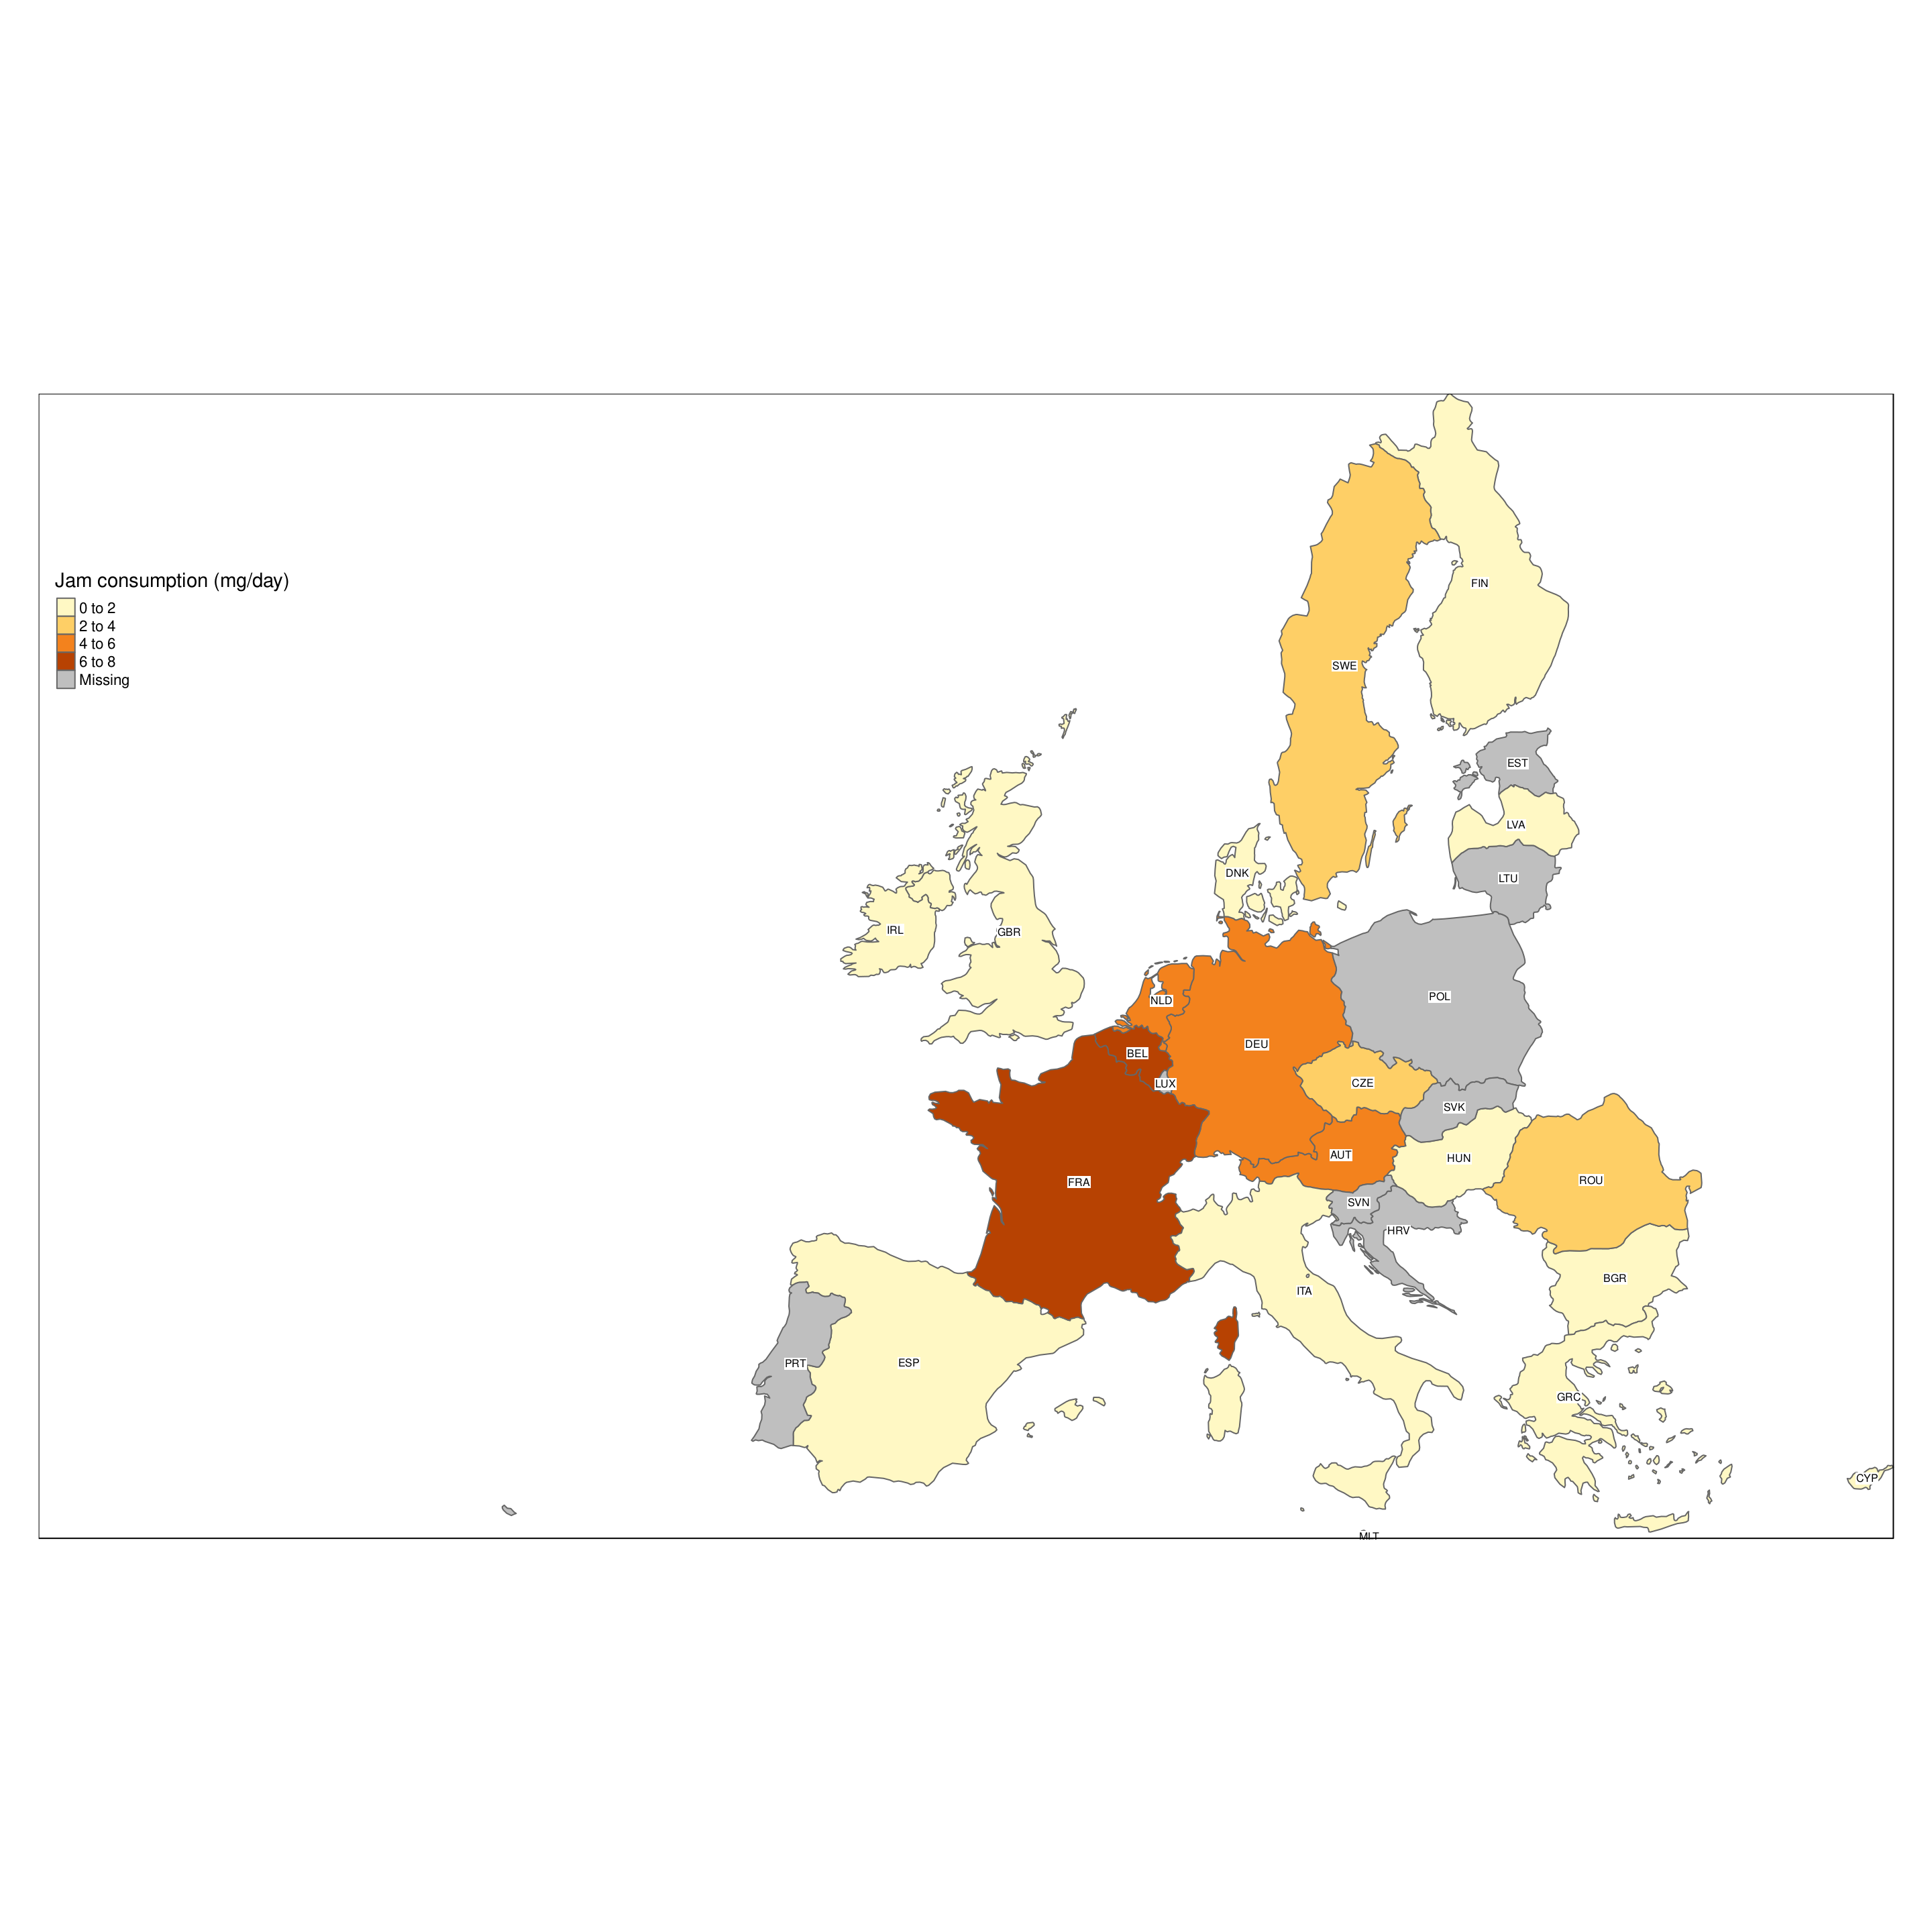 Jam consumption (mg/day)
0 to 2
2 to 4
4 to 6
6 to 8
Missing
FIN
SWE
EST
LVA
DNK
LTU
IRL
GBR
POL
NLD
DEU
BEL
CZE
LUX
SVK
AUT
HUN
FRA
ROU
SVN
HRV
BGR
ITA
PRT
ESP
GRC
CYP
MLT